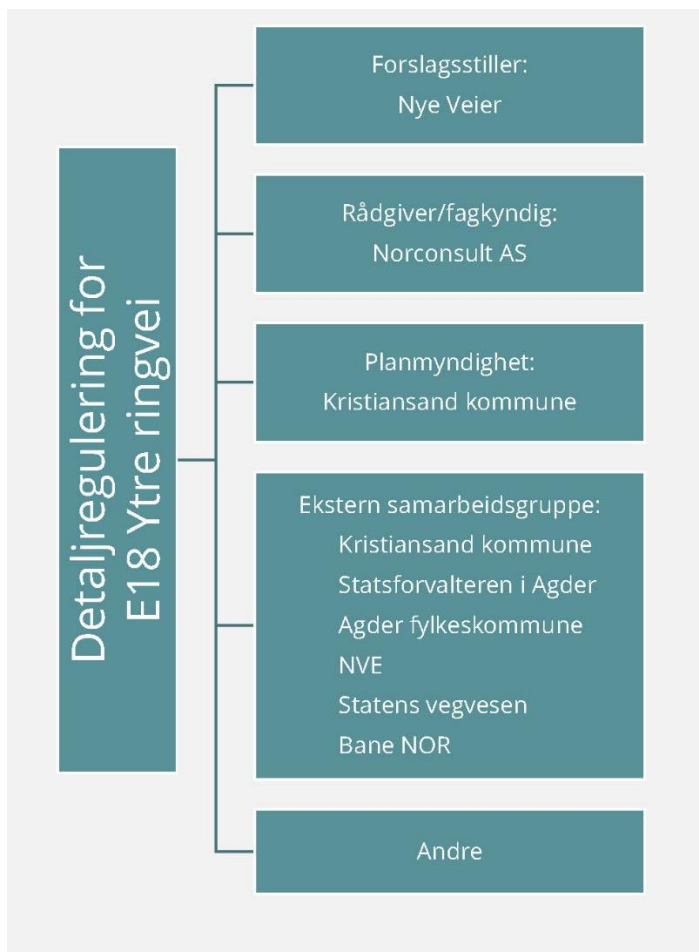 Detaljregulering for
E18 Ytre ringvei
Forslagsstiller:
Nye Veier
Rådgiver/fagkyndig:
Norconsult AS
Planmyndighet:
Kristiansand kommune
Ekstern samarbeidsgruppe:
Kristiansand kommune
Statsforvalteren i Agder
Agder fylkeskommune
NVE
Statens vegvesen
Bane NOR
Andre